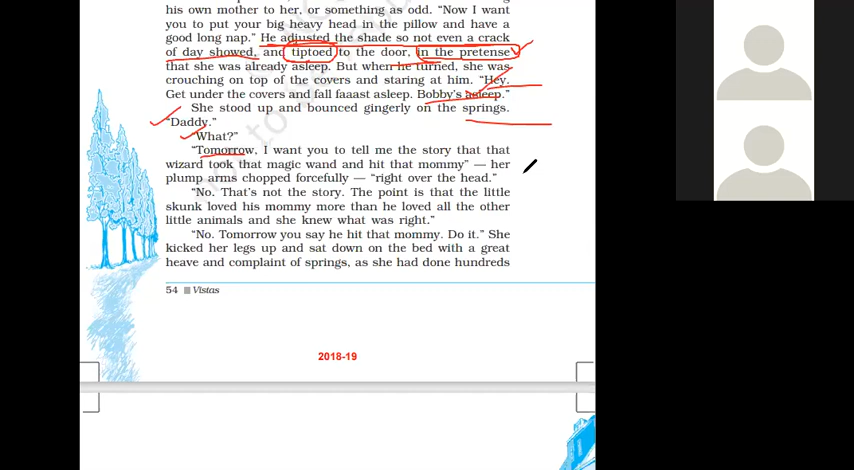 his own mother to her, or something as odd. “Now I want
you to put your big heavy head in the pillow and have a
good long nap.” He adjusted the shade so not even a crack
of day showed, and tiptoed to the door, in the pretense
that she was already asleep. But when he turned, she was
crouching on top of the covers and staring at him. “Hey.
Get under the covers and fall faaast asleep. Bobby’s asleep.”
She stood up and bounced gingerly on the springs.
“Daddy.”
“What?”
“Tomorrow, I want you to tell me the story that that
wizard took that magic wand and hit that mommy” — her
plump arms chopped forcefully — “right over the head.”
“No. That’s not the story. The point is that the little
skunk loved his mommy more than he loved all the other
little animals and she knew what was right.”
“No. Tomorrow you say he hit that mommy. Do it.” She
kicked her legs up and sat down on the bed with a great
heave and complaint of springs, as she had done hundreds
54 Vistas
2018-19